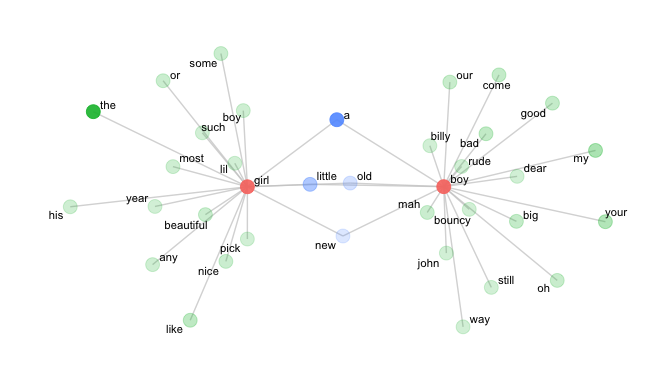 some
or
our
come
the
good
boy
a
such
billy
bad
most
lil
rude
my
girl
little
old
boy
dear
year
his
beautiful
mah
bouncy
big
your
pick
new
any
nice
john
still
oh
like
way